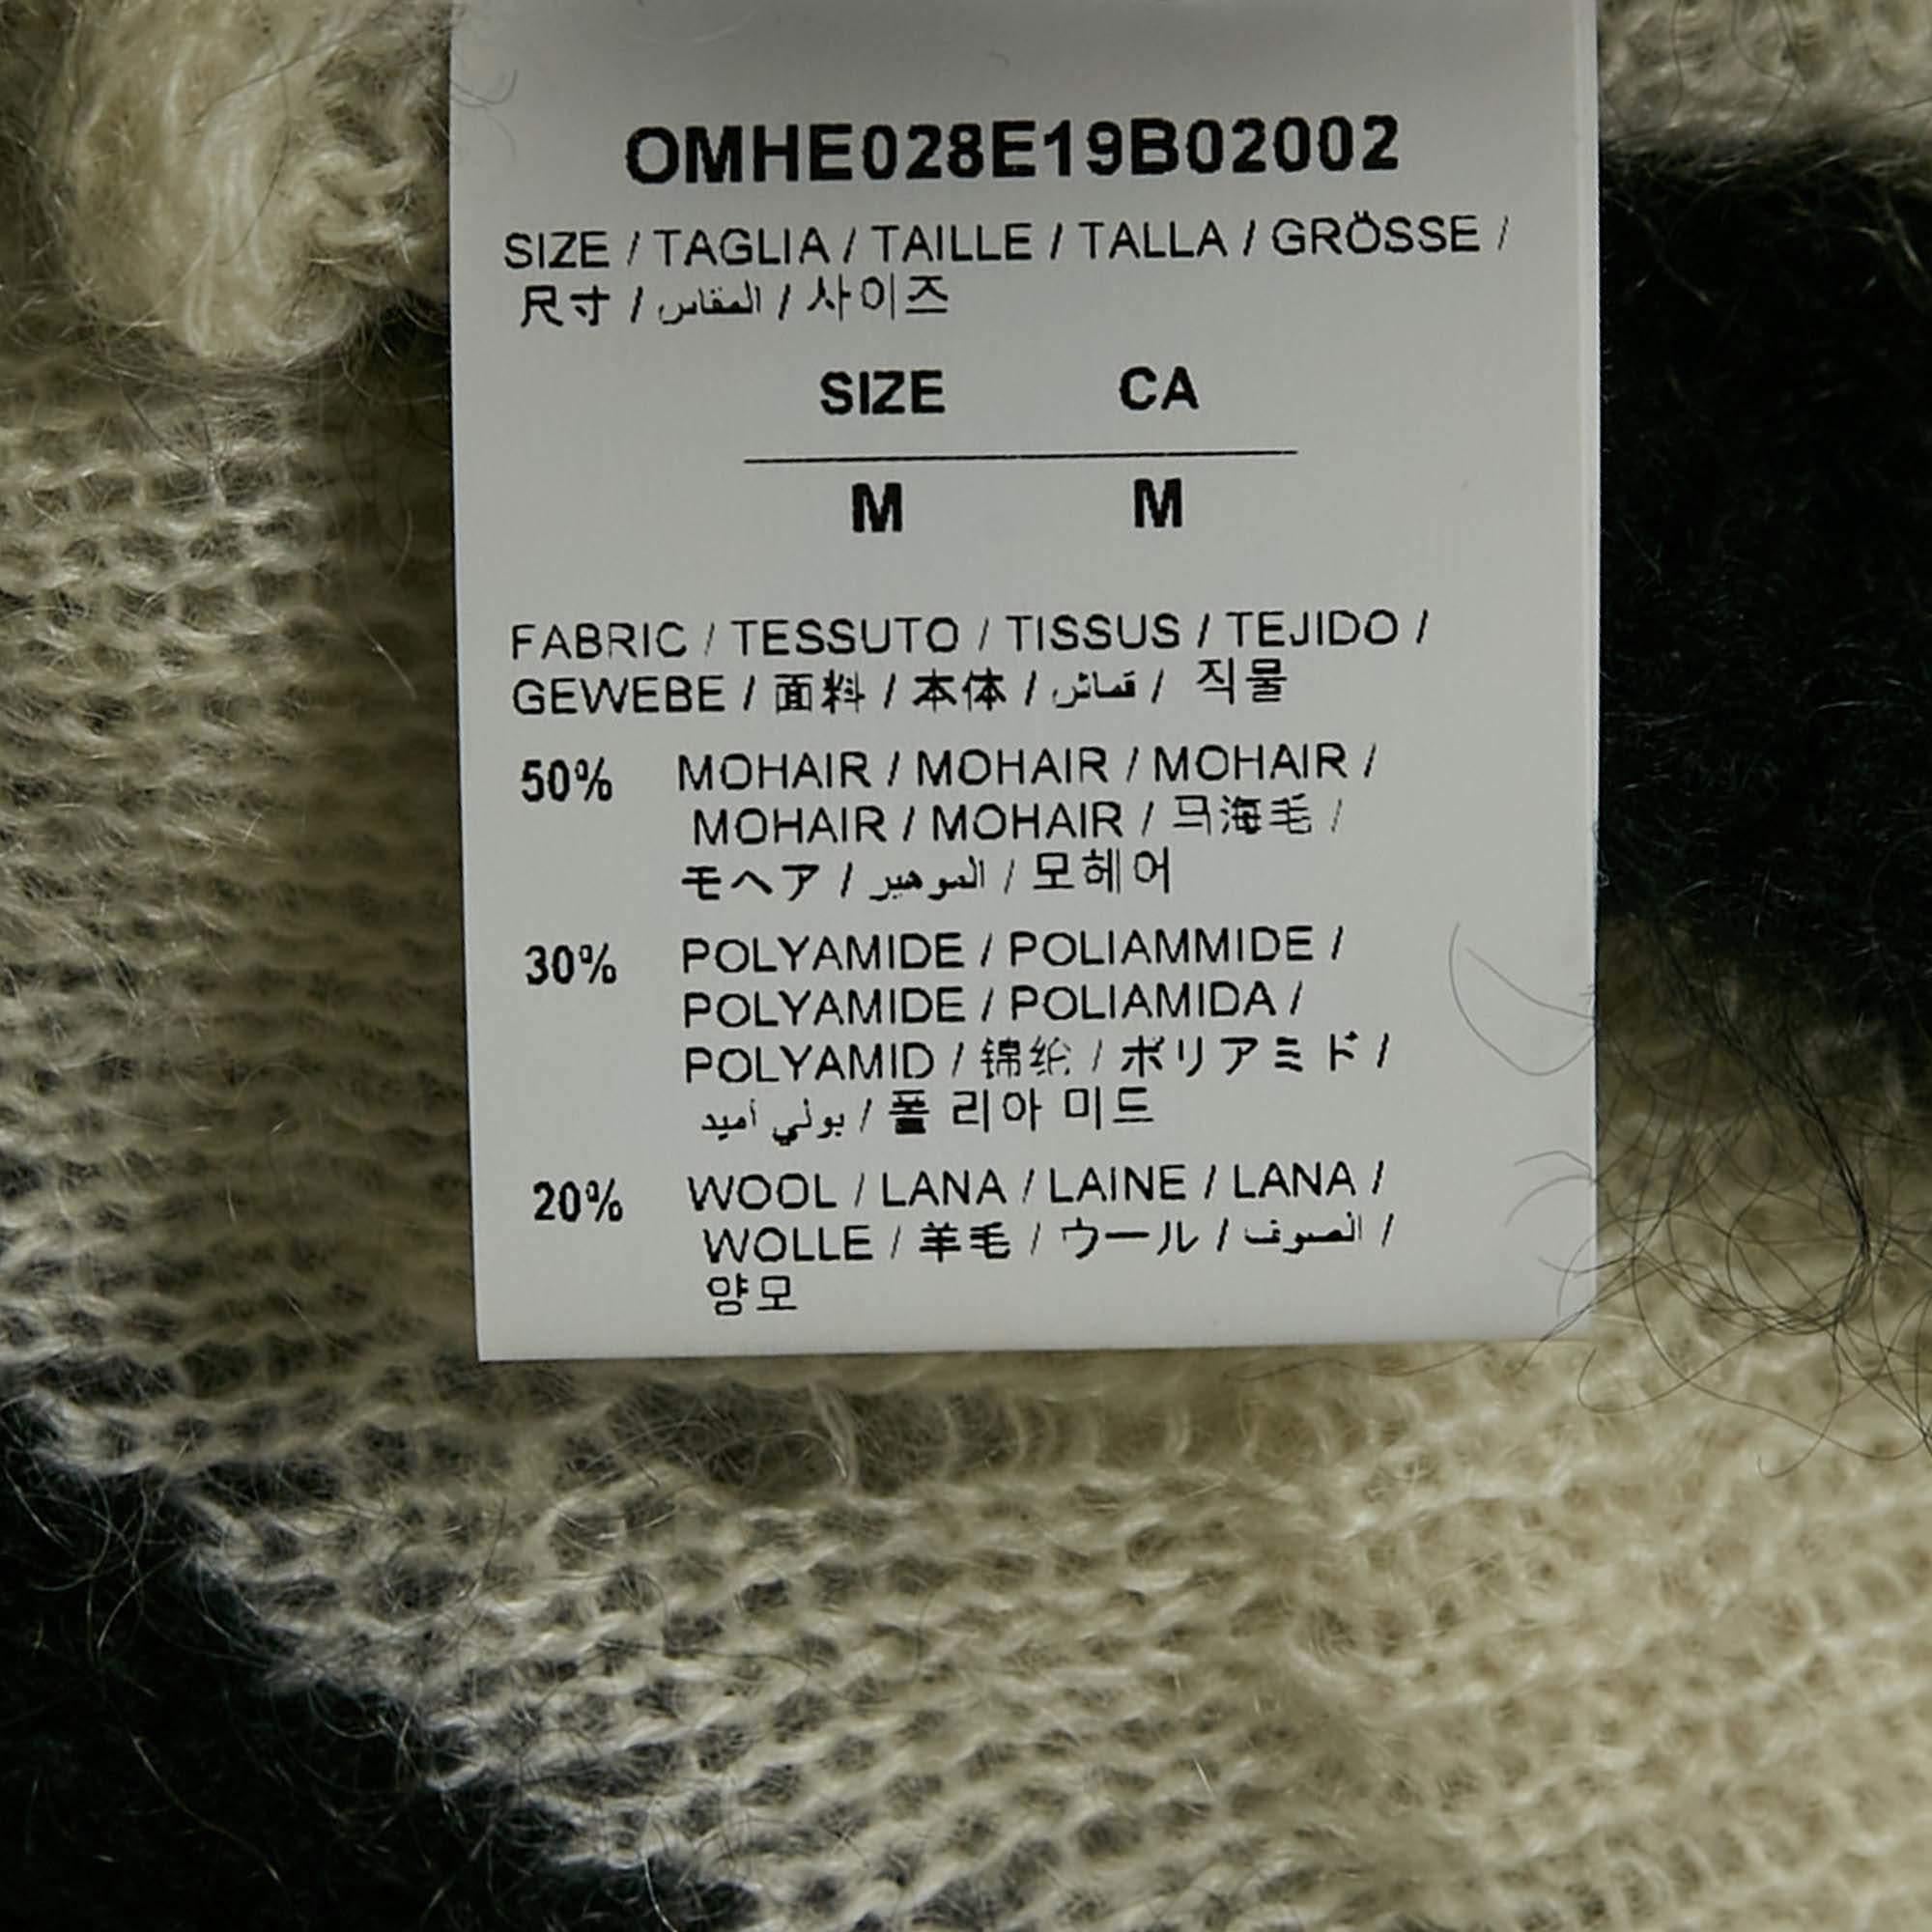 OMHE028E19B02002
SIZE / TAGLIA / TAILLE / TALLA / GRÖSSE /
尺寸 / المقاس / 사이즈
SIZE CA
M M
FABRIC / TESSUTO / TISSUS / TEJIDO /
GEWEBE / 面料 / 本体 / قماش / 직물
50% MOHAIR / MOHAIR / MOHAIR /
MOHAIR / MOHAIR / 马海毛 /
モヘア / الموهير / 모헤어
30% POLYAMIDE / POLIAMMIDE /
POLYAMIDE / POLIAMIDA /
POLYAMID / 锦纶 / ポリアミド /
بولي أميد / 폴 리아 미드
20% WOOL / LANA / LAINE / LANA /
WOLLE / 羊毛 / ウール / الصوف /
양모